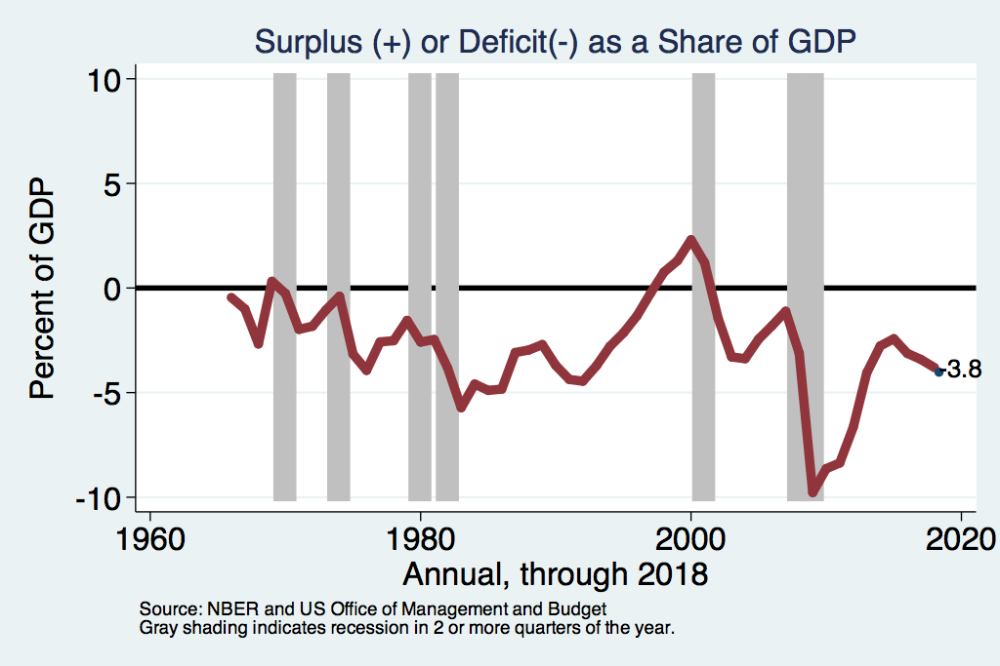 Surplus (+) or Deficit(-) as a Share of GDP
Percent of GDP
10
5
0
-5
-10
-3.8
1960
1980
2000
2020
Annual, through 2018
Source: NBER and US Office of Management and Budget
Gray shading indicates recession in 2 or more quarters of the year.